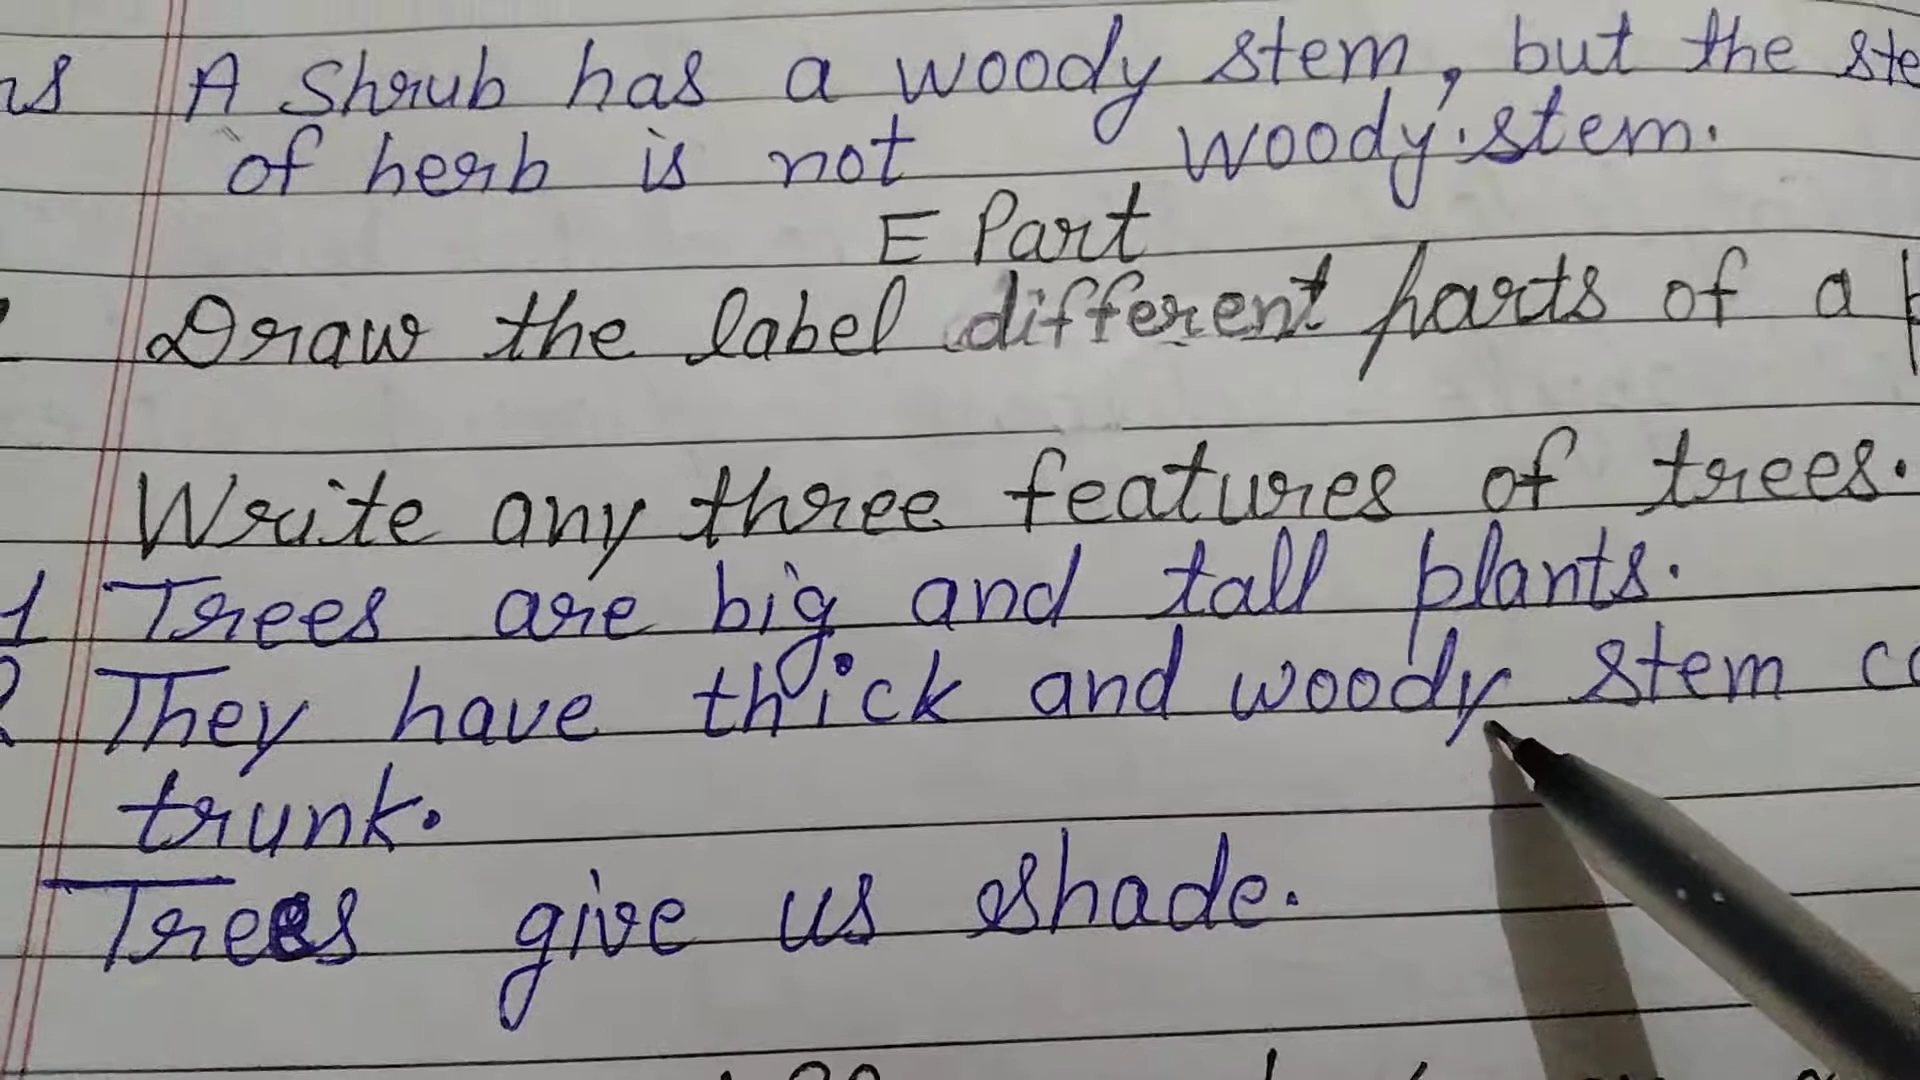 A Shrub has a woody stem, but the
of herb is not woody stem.
E Part
Draw the label different parts of a
Write any three features of trees.
1 Trees are big and tall plants.
2 They have thick and woody stem
trunk.
Trees give us shade.